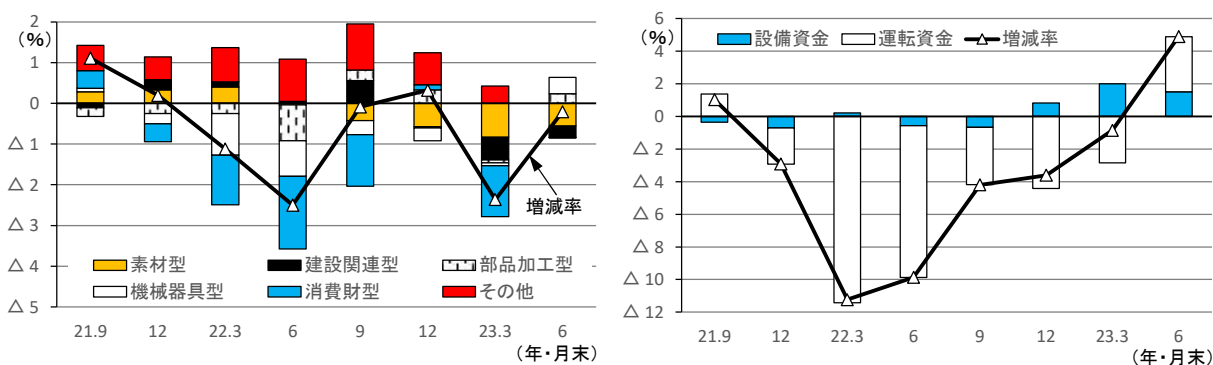 2
(%)
1
0
△ 1
△ 2
△ 3
△ 4
△ 5
増減率
素材型 建設関連型 部品加工型
機械器具型 消費財型 その他
21.9 12 22.3 6 9 12 23.3 6
(年・月末)
6
(%)
4
2
0
△ 2
△ 4
△ 6
△ 8
△ 10
△ 12
設備資金 運転資金 増減率
21.9 12 22.3 6 9 12 23.3 6
(年・月末)